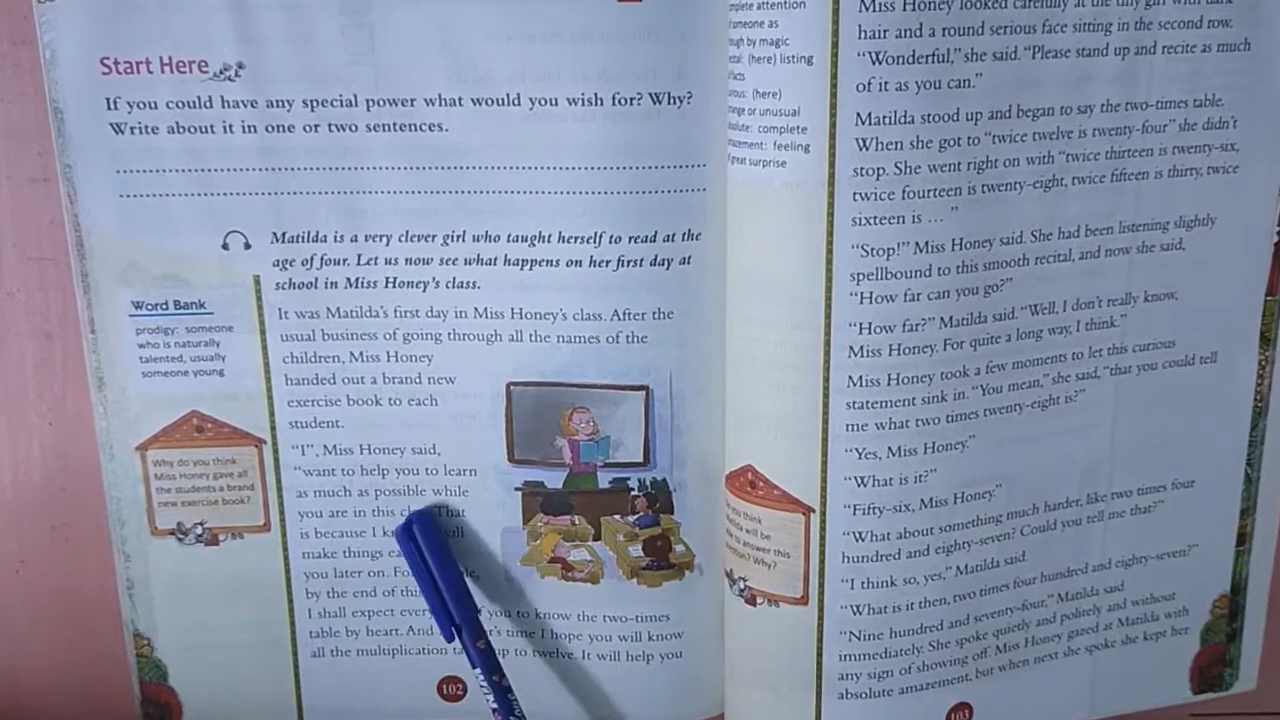 Start Here
If you could have any special power what would you wish for? Why?
Write about it in one or two sentences.
Matilda is a very clever girl who taught herself to read at the
age of four. Let us now see what happens on her first day at
school in Miss Honey's class.
Word Bank
prodigy: someone
who is naturally
talented, usually
someone young
Why do you think
Miss Honey gave all
the students a brand
new exercise book?
It was Matilda's first day in Miss Honey's class. After the
usual business of going through all the names of the
children, Miss Honey
handed out a brand new
exercise book to each
student.
"I", Miss Honey said,
"want to help you to learn
as much as possible while
you are in this That
is because I
make things
you later on.
by the end of
I shall expect you to know the two-times
table by heart. And time I hope you will know
all the multiplication up to twelve. It will help you
102
attention
someone as
by magic
(here) listing
(here)
or unusual
complete
feeling
great surprise
you think
will be
to answer this
Why?
Miss Honey looked carefully at the tiny girl with dark
hair and a round serious face sitting in the second row.
"Wonderful," she said. "Please stand up and recite as much
of it as you can."
Matilda stood up and began to say the two-times table.
When she got to "twice twelve is twenty-four" she didn't
stop. She went right on with "twice thirteen is twenty-six,
twice fourteen is twenty-eight, twice fifteen is thirty, twice
sixteen is ... "
"Stop!" Miss Honey said. She had been listening slightly
spellbound to this smooth recital, and now she said,
"How far can you go?"
"How far?" Matilda said. "Well, I don't really know,
Miss Honey. For quite a long way, I think."
Miss Honey took a few moments to let this curious
statement sink in. "You mean," she said, "that you could tell
me what two times twenty-eight is?"
"Yes, Miss Honey."
"What is it?"
"Fifty-six, Miss Honey."
"What about something much harder, like two times four
hundred and eighty-seven? Could you tell me that?"
"I think so, yes," Matilda said.
"What is it then, two times four hundred and eighty-seven?"
"Nine hundred and seventy-four," Matilda said
immediately. She spoke quietly and politely and without
any sign of showing off. Miss Honey gazed at Matilda with
absolute amazement, but when next she spoke she kept her
103